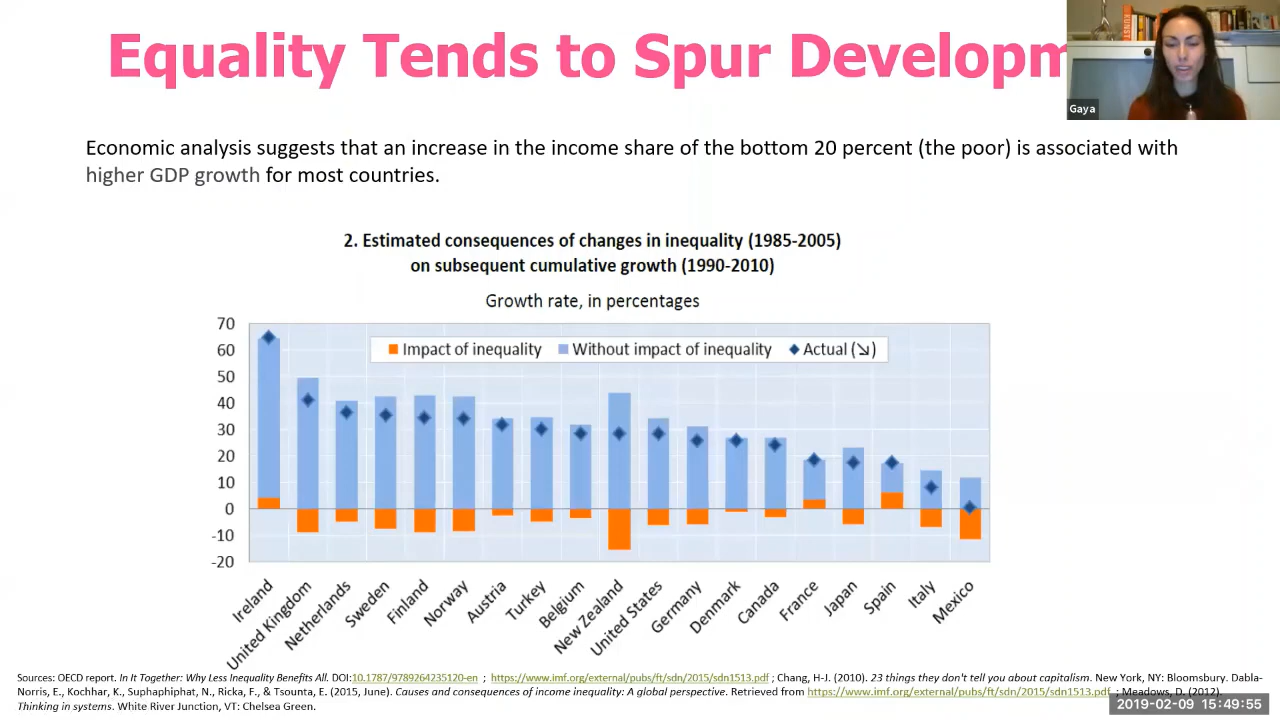 Equality Tends to Spur Developm
KUNST
Gaya
Economic analysis suggests that an increase in the income share of the bottom 20 percent (the poor) is associated with
higher GDP growth for most countries.
2. Estimated consequences of changes in inequality (1985-2005)
on subsequent cumulative growth (1990-2010)
Growth rate, in percentages
Impact of inequality Without impact of inequality Actual (↘)
70
60
50
40
30
20
10
0
-10
-20
Ireland
United Kingdom
Netherlands
Sweden
Finland
Norway
Austria
Turkey
Belgium
New Zealand
United States
Germany
Denmark
Canada
France
Japan
Spain
Italy
Mexico
Sources: OECD report. In It Together: Why Less Inequality Benefits All. DOI:10.1787/9789264235120-en ; https://www.imf.org/external/pubs/ft/sdn/2015/sdn1513.pdf ; Chang, H-J. (2010). 23 things they don't tell you about capitalism. New York, NY: Bloomsbury. Dabla-
Norris, E., Kochhar, K., Suphaphiphat, N., Ricka, F., & Tsounta, E. (2015, June). Causes and consequences of income inequality: A global perspective. Retrieved from https://www.imf.org/external/pubs/ft/sdn/2015/sdn1513.pdf ; Meadows, D. (2012).
Thinking in systems. White River Junction, VT: Chelsea Green.
2019-02-09 15:49:55